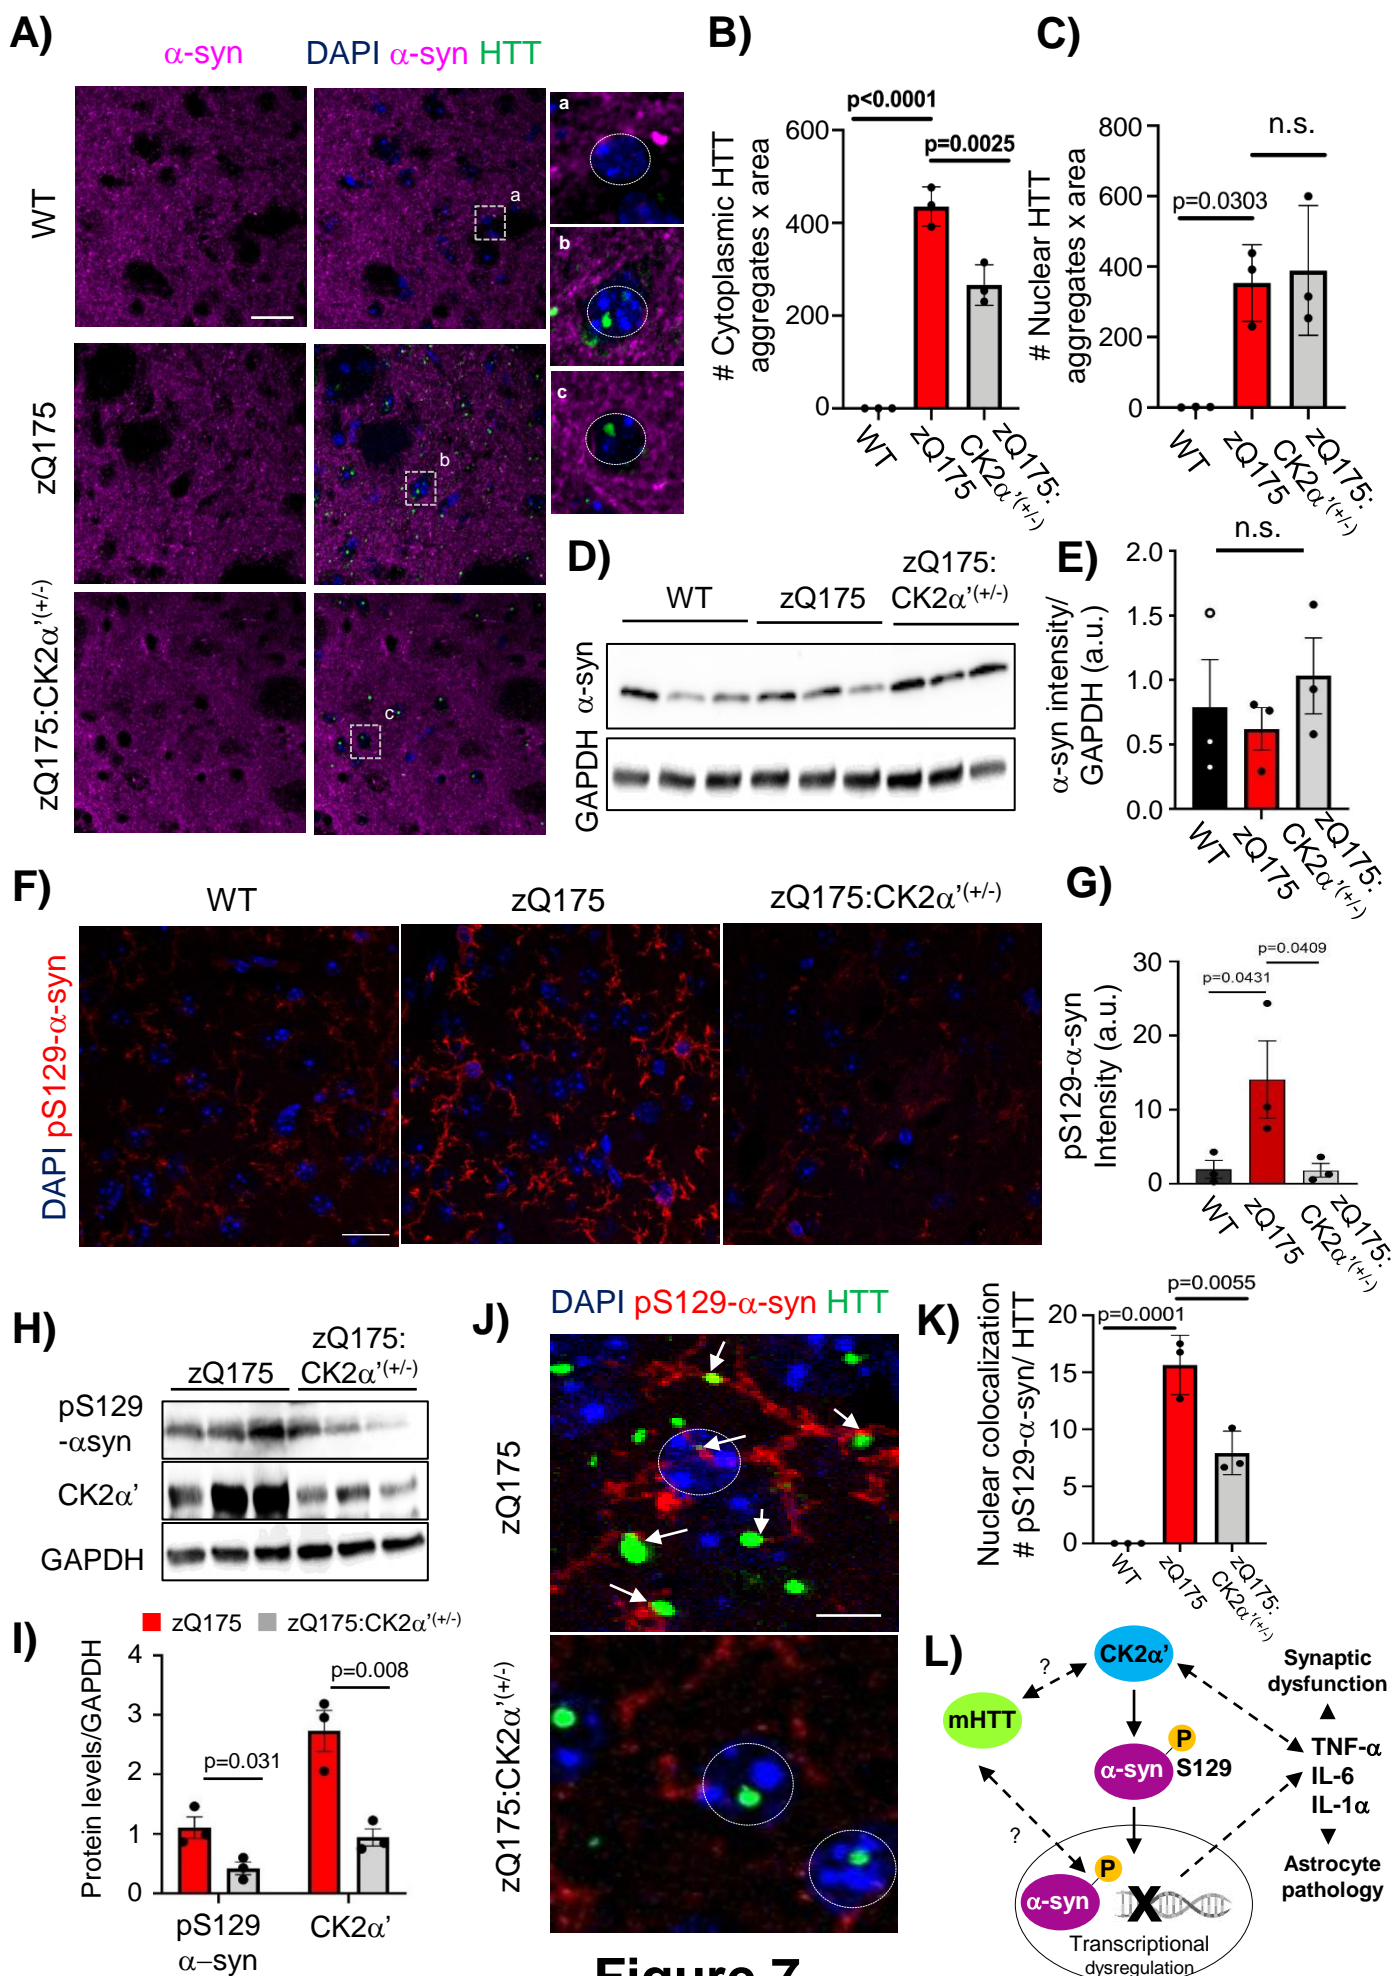 A)
α-syn
DAPI α-syn HTT
WT
zQ175
zQ175:CK2α'(+/-)
a
b
c
a
b
c
B)
# Cytoplasmic HTT
aggregates x area
600
400
200
0
p<0.0001
p=0.0025
WT
zQ175
zQ175:
CK2α'(+/-)
C)
# Nuclear HTT
aggregates x area
800
600
400
200
0
p=0.0303
n.s.
WT
zQ175
zQ175:
CK2α'(+/-)
D)
WT
zQ175
zQ175:
CK2α'(+/-)
α-syn
GAPDH
E)
α-syn intensity/
GAPDH (a.u.)
2.0
1.5
1.0
0.5
0.0
n.s.
WT
zQ175
zQ175:
CK2α'(+/-)
F)
WT
zQ175
zQ175:CK2α'(+/-)
DAPI pS129-α-syn
G)
pS129-α-syn
Intensity (a.u.)
30
20
10
0
p=0.0431
p=0.0409
WT
zQ175
zQ175:
CK2α'(+/-)
H)
zQ175
zQ175:
CK2α'(+/-)
pS129
-αsyn
CK2α'
GAPDH
I)
zQ175
zQ175:CK2α'(+/-)
Protein levels/GAPDH
4
3
2
1
0
p=0.031
p=0.008
pS129
α–syn
CK2α'
J)
DAPI pS129-α-syn HTT
zQ175
zQ175:CK2α'(+/-)
K)
Nuclear colocalization
# pS129-α-syn/ HTT
20
15
10
5
0
p=0.0001
p=0.0055
WT
zQ175
zQ175:
CK2α'(+/-)
L)
CK2α'
?
mHTT
α-syn
P
S129
?
α-syn
P
X
Transcriptional
dysregulation
Synaptic
dysfunction
TNF-α
IL-6
IL-1α
Astrocyte
pathology
Figure 7